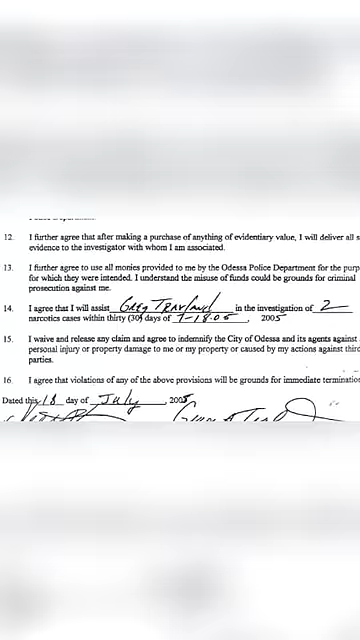 12. I further agree that after making a purchase of anything of evidentiary value, I will deliver all s
evidence to the investigator with whom I am associated.
13. I further agree to use all monies provided to me by the Odessa Police Department for the purp
for which they were intended. I understand the misuse of funds could be grounds for criminal
prosecution against me.
14. I agree that I will assist Greg Travland in the investigation of 2
narcotics cases within thirty (30) days of 7-18-05, 2005
15. I waive and release any claim and agree to indemnify the City of Odessa and its agents against
personal injury or property damage to me or my property or caused by my actions against third
parties.
16. I agree that violations of any of the above provisions will be grounds for immediate terminatio
Dated this 18 day of July, 2005